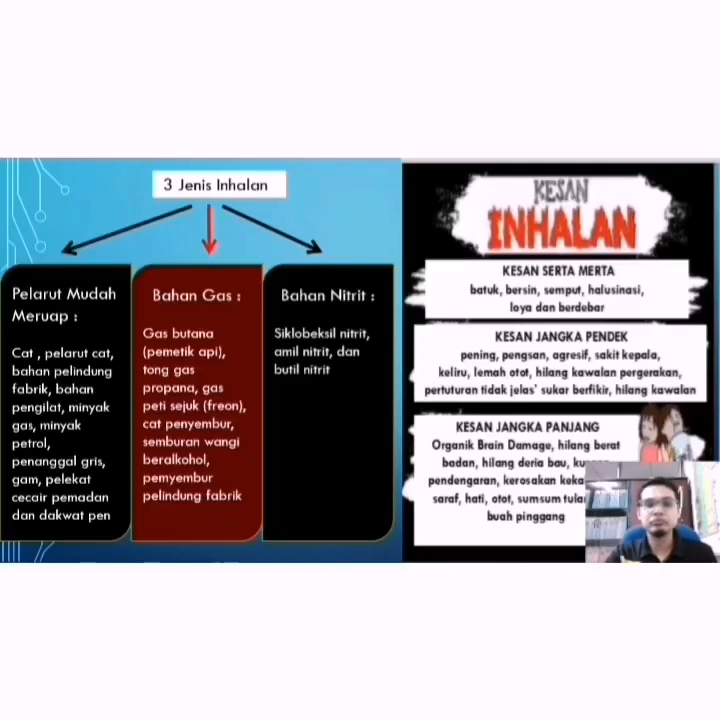 3 Jenis Inhalan
Pelarut Mudah
Meruap :
Cat , pelarut cat,
bahan pelindung
fabrik, bahan
pengilat, minyak
gas, minyak
petrol,
penanggal gris,
gam, pelekat
cecair pemadan
dan dakwat pen
Bahan Gas :
Gas butana
(pemetik api),
tong gas
propana, gas
peti sejuk (freon),
cat penyembur,
semburan wangi
beralkohol,
pemyembur
pelindung fabrik
Bahan Nitrit :
Siklobeksil nitrit,
amil nitrit, dan
butil nitrit
KESAN
INHALAN
KESAN SERTA MERTA
batuk, bersin, semput, halusinasi,
loya dan berdebar
KESAN JANGKA PENDEK
pening, pengsan, agresif, sakit kepala,
keliru, lemah otot, hilang kawalan pergerakan,
pertuturan tidak jelas' sukar berfikir, hilang kawalan
KESAN JANGKA PANJANG
Organik Brain Damage, hilang berat
badan, hilang deria bau,
pendengaran, kerosakan
saraf, hati, otot, sumsum
buah pinggang